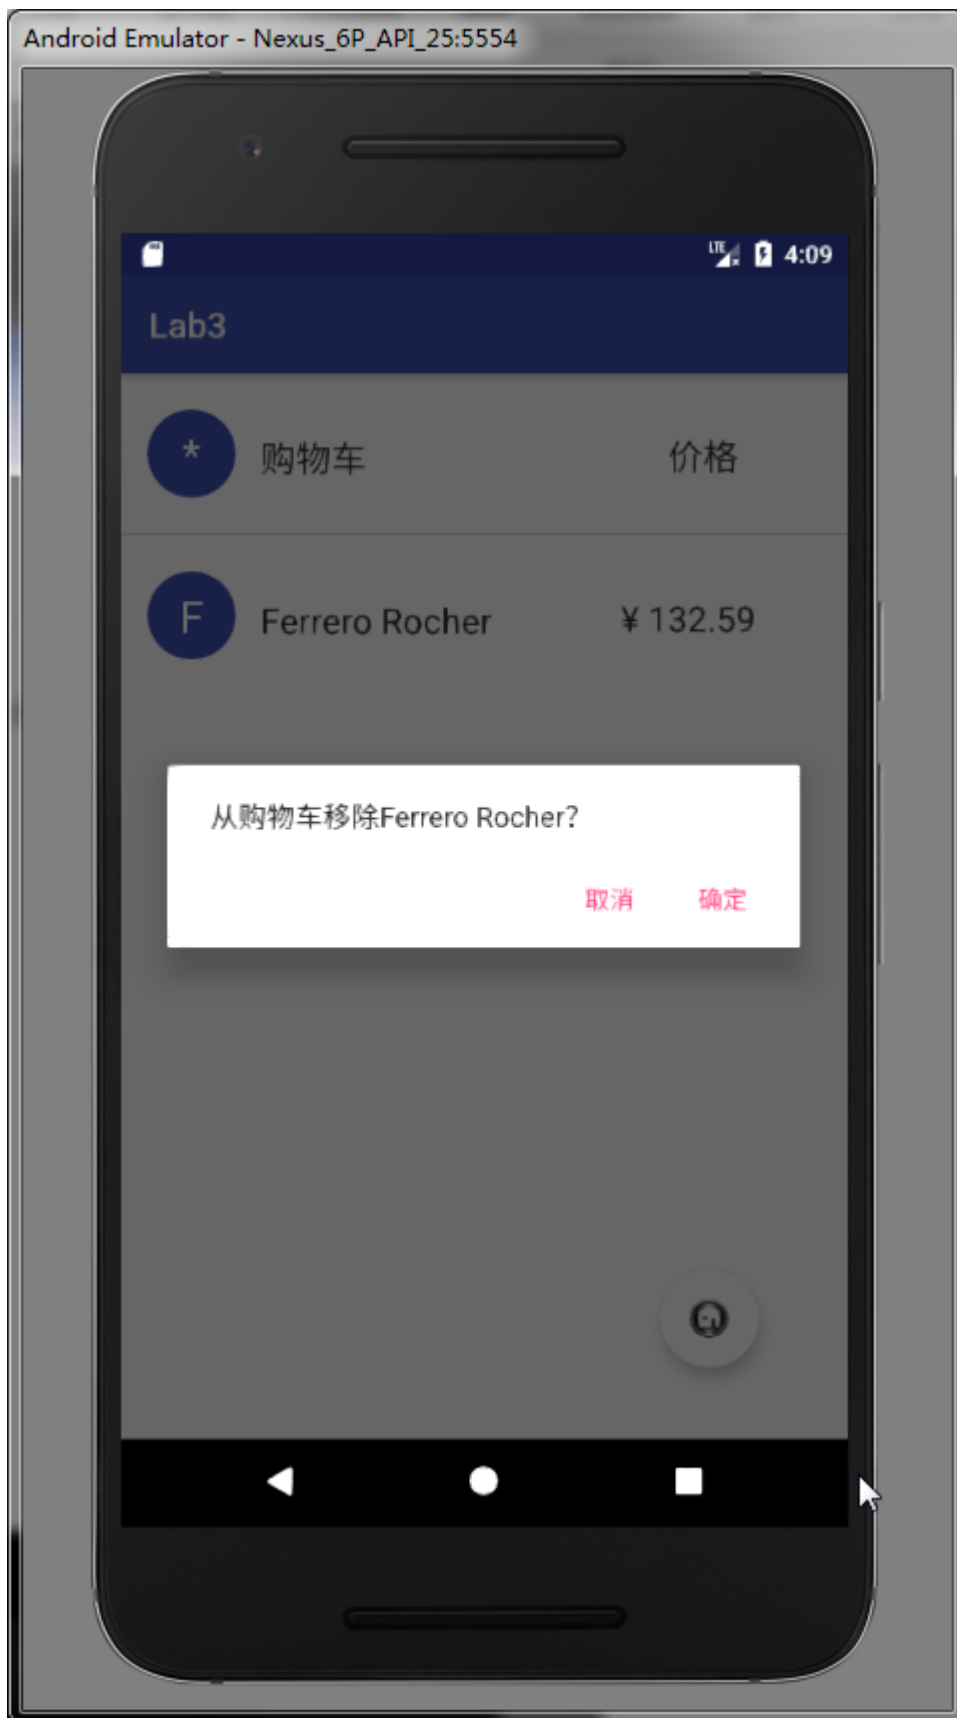 Android Emulator - Nexus_6P_API_25:5554
LTE 4:09
Lab3
* 购物车 价格
F Ferrero Rocher ¥ 132.59
从购物车移除Ferrero Rocher?
取消 确定